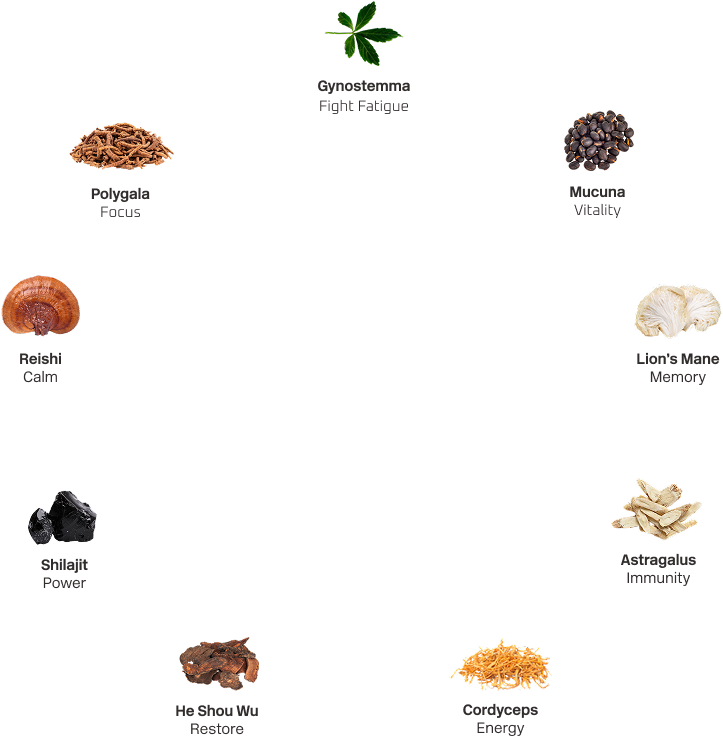 Gynostemma
Fight Fatigue
Polygala
Focus
Mucuna
Vitality
Reishi
Calm
Lion's Mane
Memory
Shilajit
Power
Astragalus
Immunity
He Shou Wu
Restore
Cordyceps
Energy